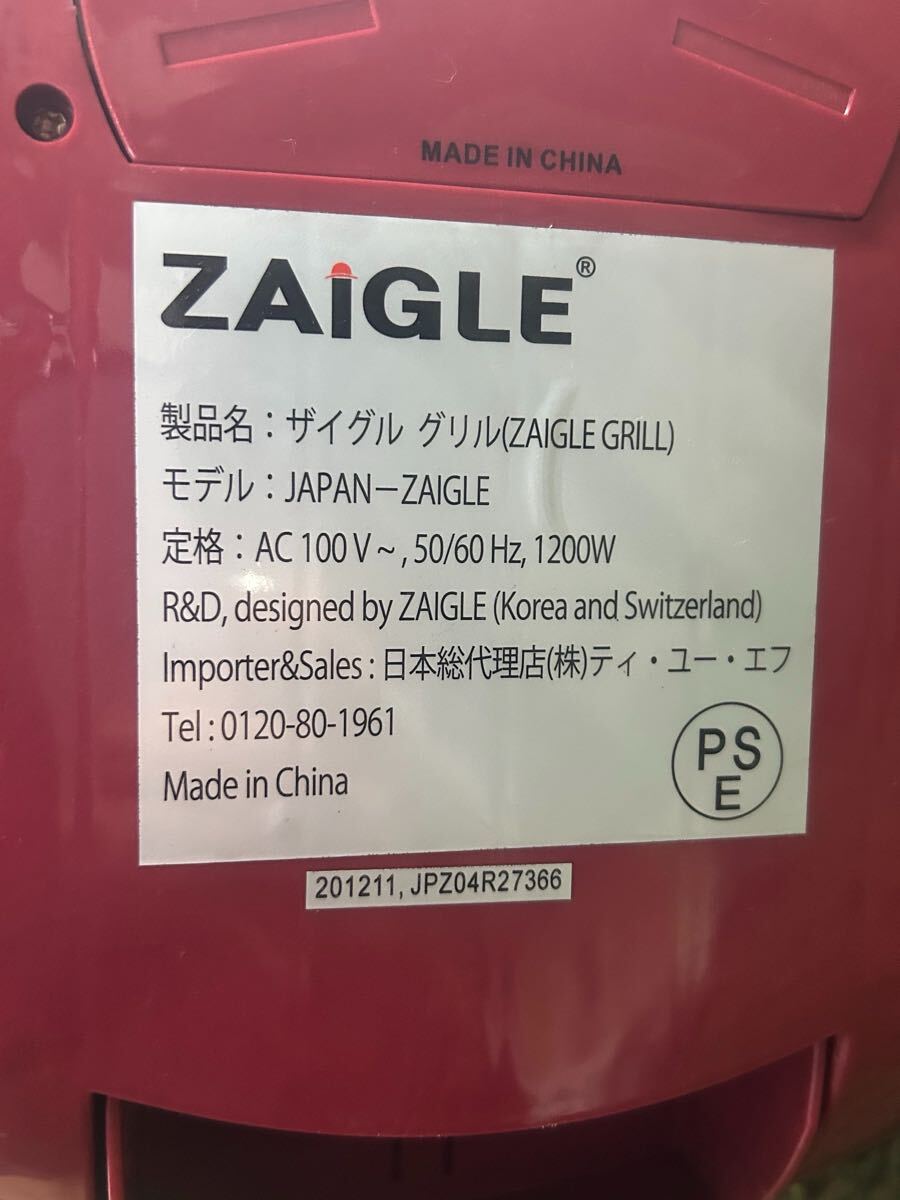 MADE IN CHINA
ZAiGLE®
製品名：ザイグル グリル(ZAIGLE GRILL)
モデル：JAPAN－ZAIGLE
定格：AC 100 V ~ , 50/60 Hz, 1200W
R&D, designed by ZAIGLE (Korea and Switzerland)
Importer&Sales : 日本総代理店(株)ティ・ユー・エフ
Tel : 0120-80-1961
Made in China
PS
E
201211, JPZ04R27366